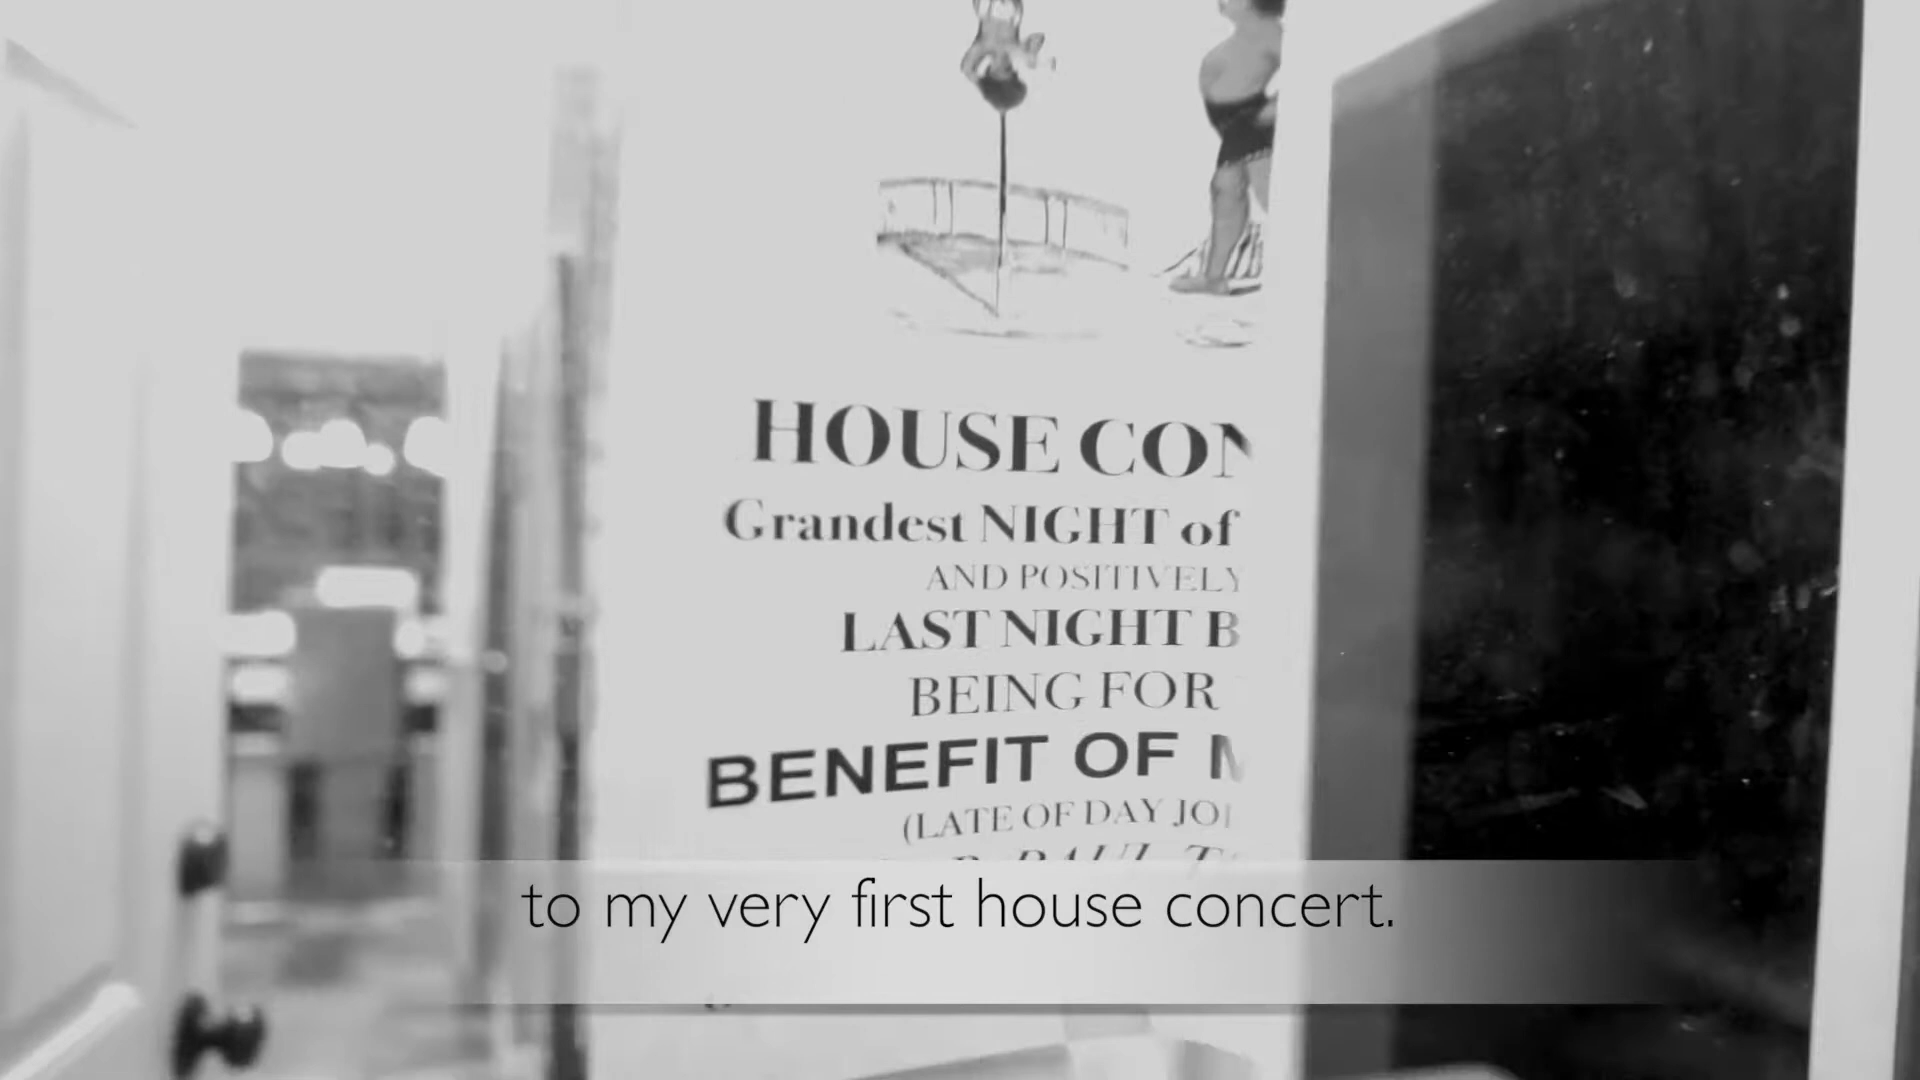 HOUSE CON
Grandest NIGHT of
AND POSITIVELY
LAST NIGHT B
BEING FOR
BENEFIT OF M
(LATE OF DAY JO
to my very first house concert.